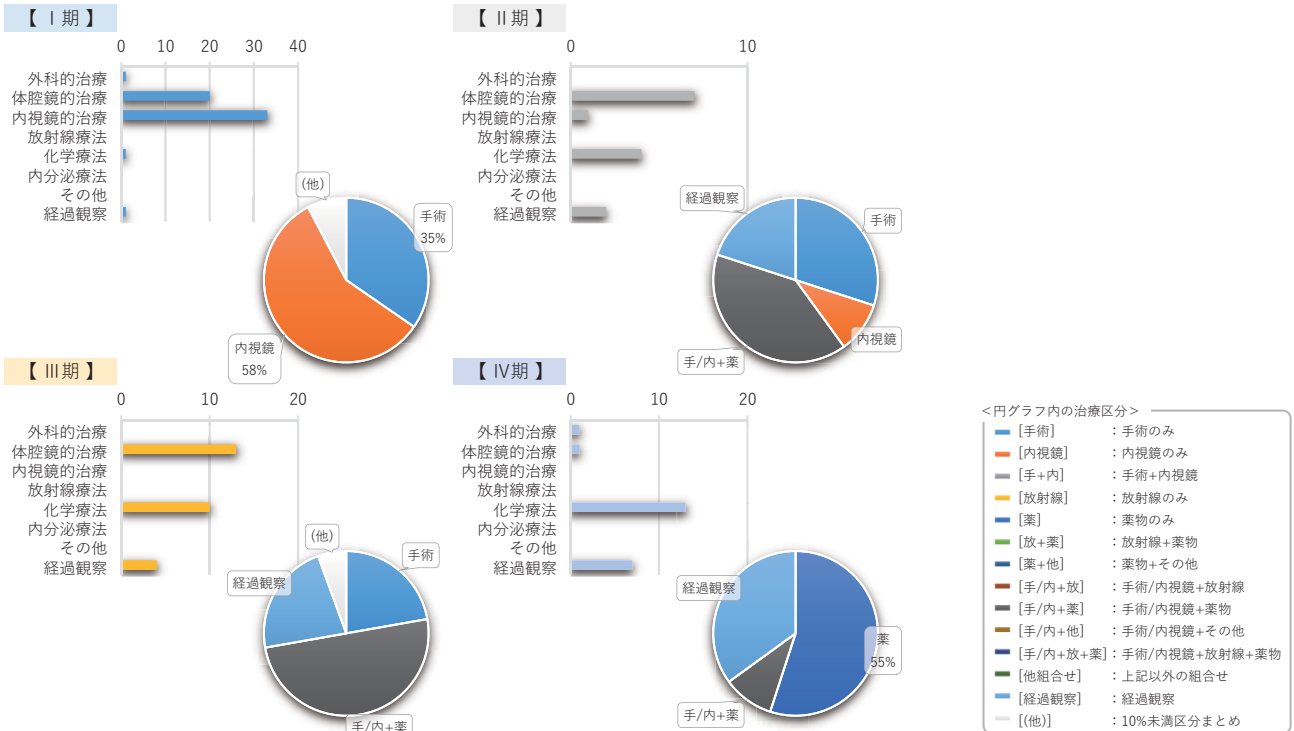 【 Ⅰ期 】
0 10 20 30 40
外科的治療
体腔鏡的治療
内視鏡的治療
放射線療法
化学療法
内分泌療法
その他
経過観察
(他)
手術
35%
内視鏡
58%
【 Ⅱ期 】
0 10
外科的治療
体腔鏡的治療
内視鏡的治療
放射線療法
化学療法
内分泌療法
その他
経過観察
経過観察
手術
内視鏡
手/内+薬
【 Ⅲ期 】
0 10 20
外科的治療
体腔鏡的治療
内視鏡的治療
放射線療法
化学療法
内分泌療法
その他
経過観察
(他)
手術
経過観察
手/内+薬
【 Ⅳ期 】
0 10 20
外科的治療
体腔鏡的治療
内視鏡的治療
放射線療法
化学療法
内分泌療法
その他
経過観察
経過観察
薬
55%
手/内+薬
<円グラフ内の治療区分>
[手術] :手術のみ
[内視鏡] :内視鏡のみ
[手+内] :手術+内視鏡
[放射線] :放射線のみ
[薬] :薬物のみ
[放+薬] :放射線+薬物
[薬+他] :薬物+その他
[手/内+放] :手術/内視鏡+放射線
[手/内+薬] :手術/内視鏡+薬物
[手/内+他] :手術/内視鏡+その他
[手/内+放+薬]:手術/内視鏡+放射線+薬物
[他組合せ] :上記以外の組合せ
[経過観察] :経過観察
[(他)] :10%未満区分まとめ